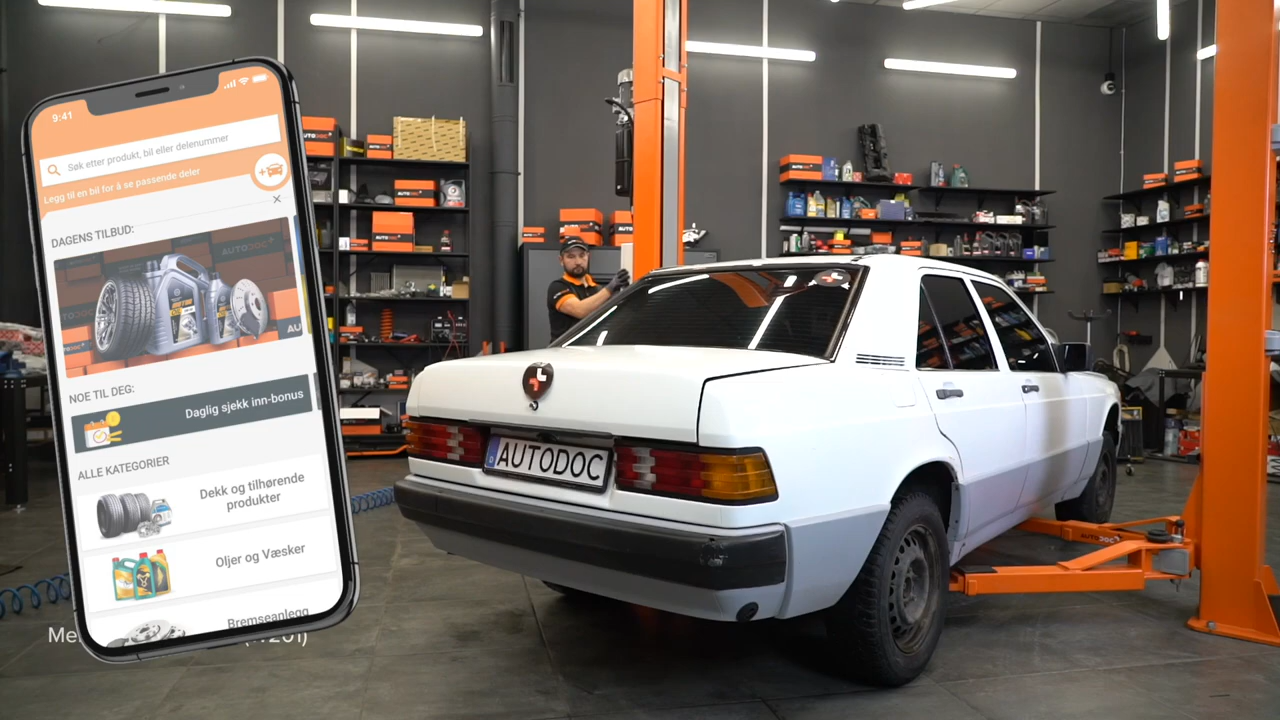 9:41
Søk etter produkt, bil eller delenummer
Legg til en bil for å se passende deler
DAGENS TILBUD:
AUTODOC
NOE TIL DEG:
Daglig sjekk inn-bonus
ALLE KATEGORIER
Dekk og tilhørende
produkter
Oljer og Væsker
Bremseanlegg
AUTODOC
AUTODOC